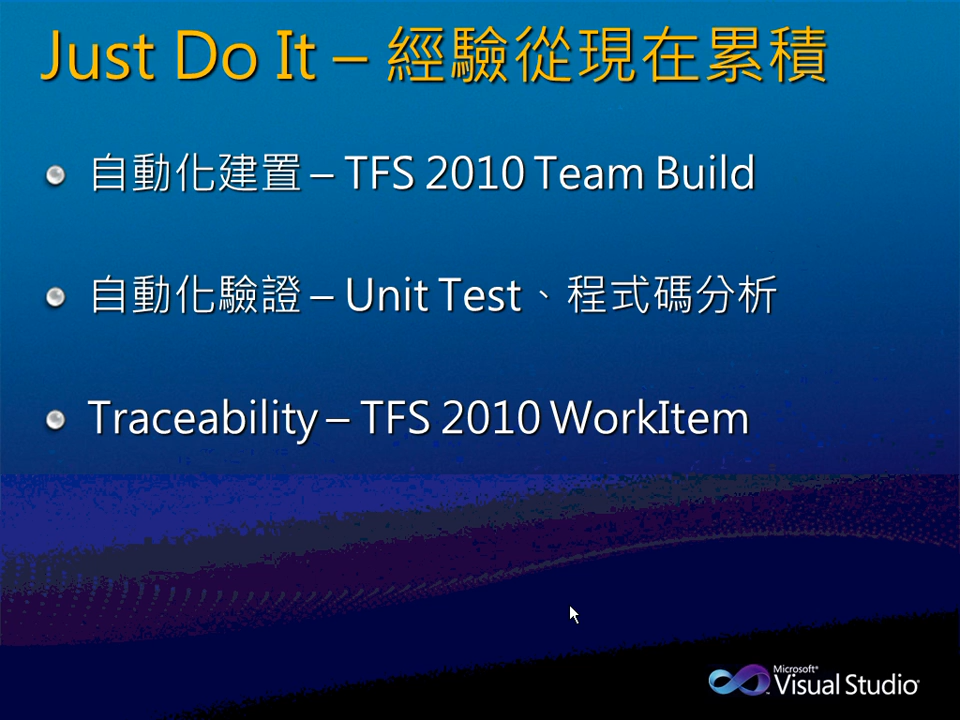 Just Do It – 經驗從現在累積
自動化建置 – TFS 2010 Team Build
自動化驗證 – Unit Test、程式碼分析
Traceability – TFS 2010 WorkItem
Microsoft®
Visual Studio®